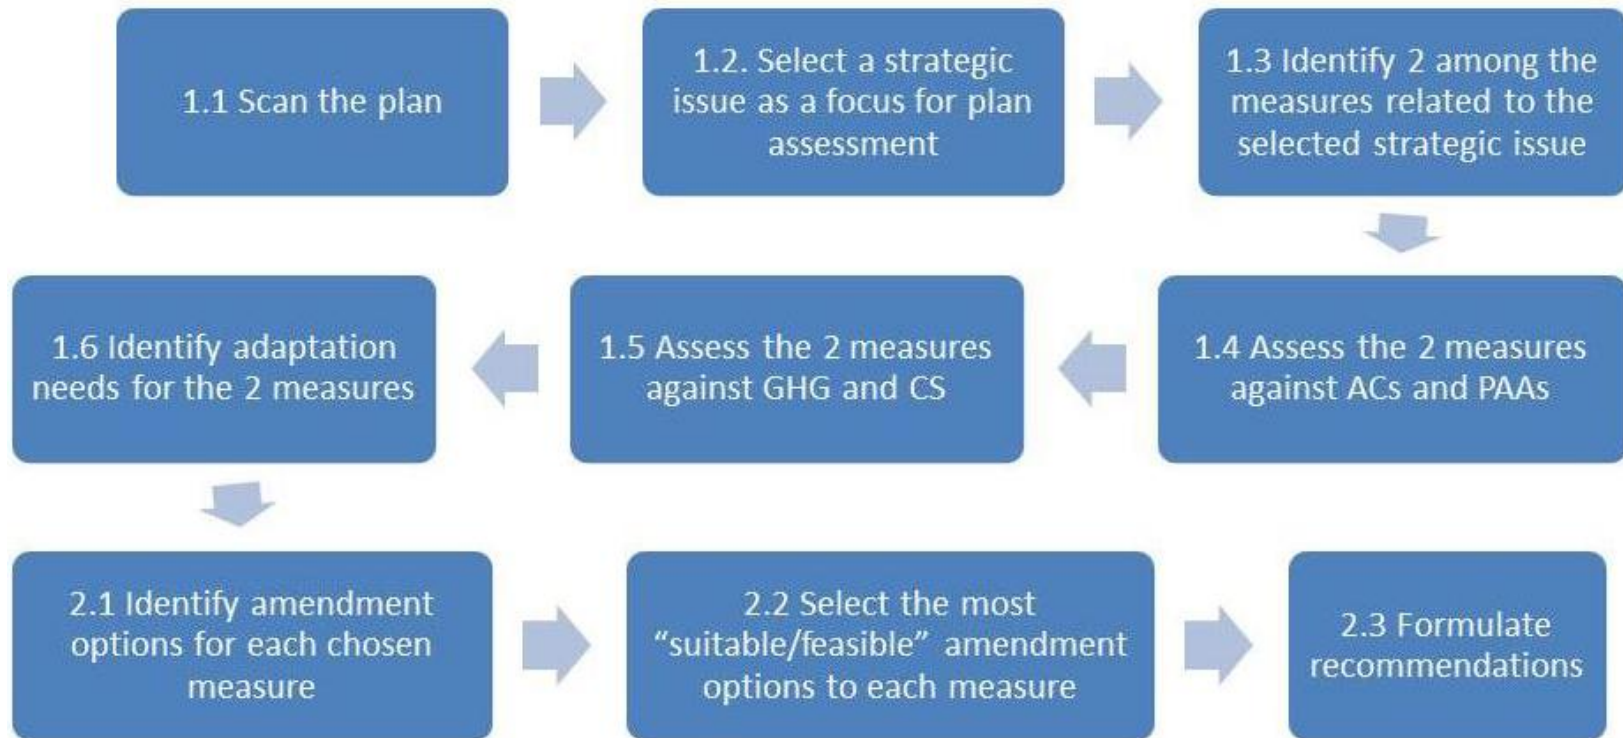 1.1 Scan the plan
1.2. Select a strategic
issue as a focus for plan
assessment
1.3 Identify 2 among the
measures related to the
selected strategic issue
1.4 Assess the 2 measures
against ACs and PAAs
1.5 Assess the 2 measures
against GHG and CS
1.6 Identify adaptation
needs for the 2 measures
2.1 Identify amendment
options for each chosen
measure
2.2 Select the most
“suitable/feasible” amendment
options to each measure
2.3 Formulate
recommendations